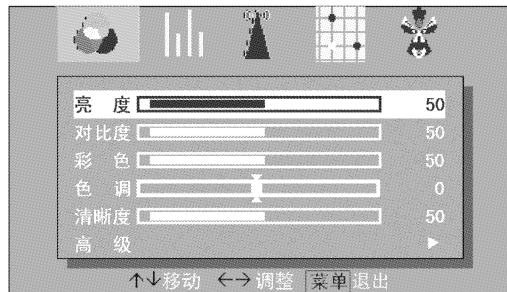 亮 度 50
对比度 50
彩 色 50
色 调 0
清晰度 50
高 级
↑↓移动 ←→调整 菜单退出